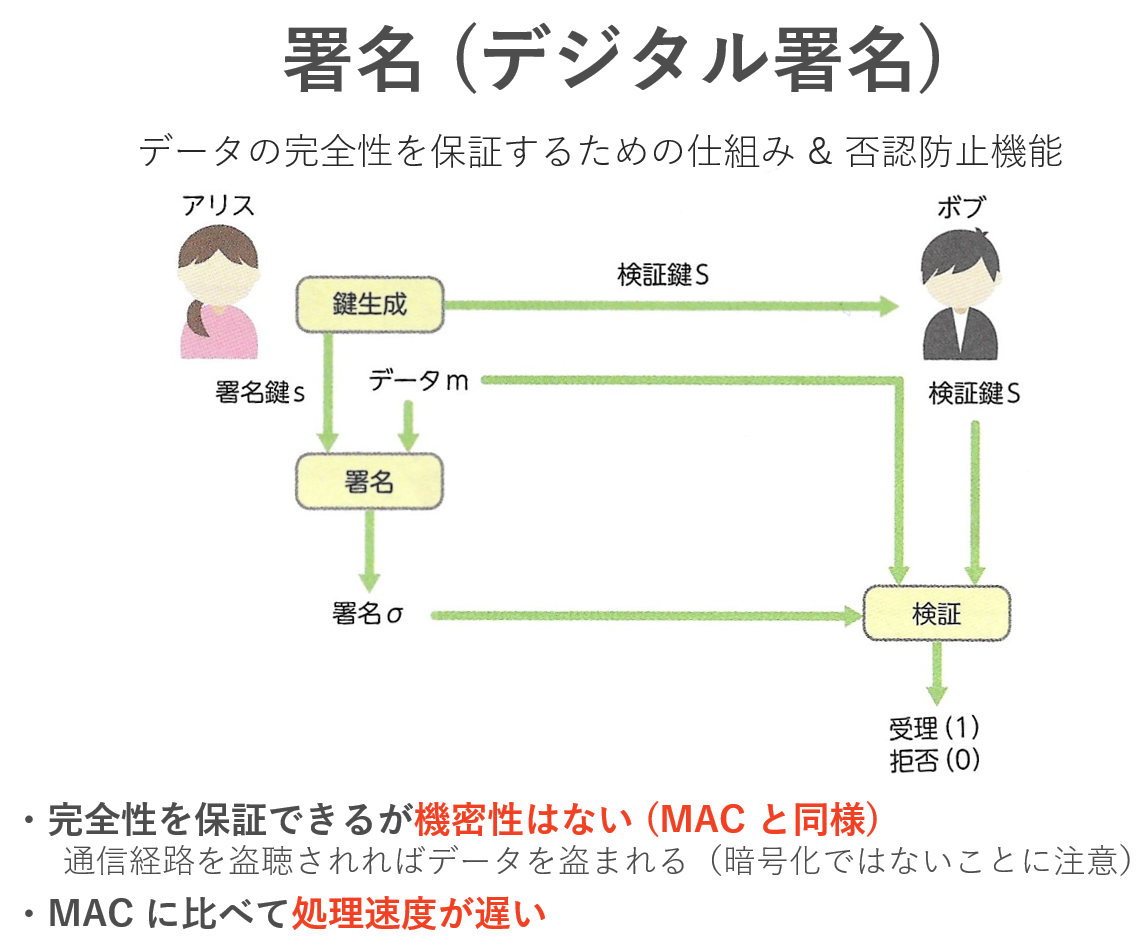 署名 (デジタル署名)
データの完全性を保証するための仕組み & 否認防止機能
アリス
ボブ
検証鍵S
鍵生成
署名鍵s
データm
検証鍵S
署名
署名σ
検証
受理(1)
拒否(0)
・完全性を保証できるが機密性はない (MAC と同様)
通信経路を盗聴されればデータを盗まれる（暗号化ではないことに注意）
・MAC に比べて処理速度が遅い